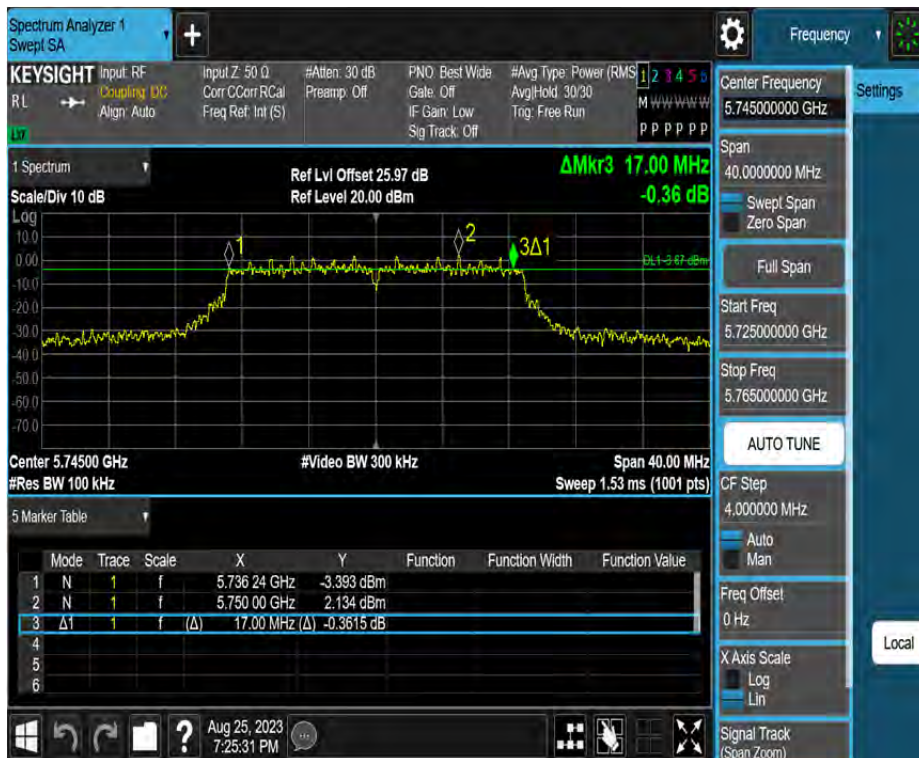 Spectrum Analyzer 1
Swept SA
Frequency
KEYSIGHT
RL
LXI
Input: RF
Coupling: DC
Align: Auto
Input Z: 50 Ω
Corr CCorr RCal
Freq Ref: Int (S)
#Atten: 30 dB
Preamp: Off
PNO: Best Wide
Gate: Off
IF Gain: Low
Sig Track: Off
#Avg Type: Power (RMS
Avg|Hold: 30/30
Trig: Free Run
1 2 3 4 5 6
M W W W W W
P P P P P P
Center Frequency
5.745000000 GHz
Settings
1 Spectrum
Scale/Div 10 dB
Ref Lvl Offset 25.97 dB
Ref Level 20.00 dBm
ΔMkr3 17.00 MHz
-0.36 dB
Log
10.0
0.00
-10.0
-20.0
-30.0
-40.0
-50.0
-60.0
-70.0
1
2
3Δ1
DL1 -3.87 dBm
Center 5.74500 GHz
#Res BW 100 kHz
#Video BW 300 kHz
Span 40.00 MHz
Sweep 1.53 ms (1001 pts)
Span
40.0000000 MHz
Swept Span
Zero Span
Full Span
Start Freq
5.725000000 GHz
Stop Freq
5.765000000 GHz
AUTO TUNE
CF Step
4.000000 MHz
Auto
Man
Freq Offset
0 Hz
X Axis Scale
Log
Lin
Signal Track
(Span Zoom)
Local
5 Marker Table
Mode Trace Scale X Y Function Function Width Function Value
1 N 1 f 5.736 24 GHz -3.393 dBm
2 N 1 f 5.750 00 GHz 2.134 dBm
3 Δ1 1 f (Δ) 17.00 MHz (Δ) -0.3615 dB
4
5
6
?
Aug 25, 2023
7:25:31 PM